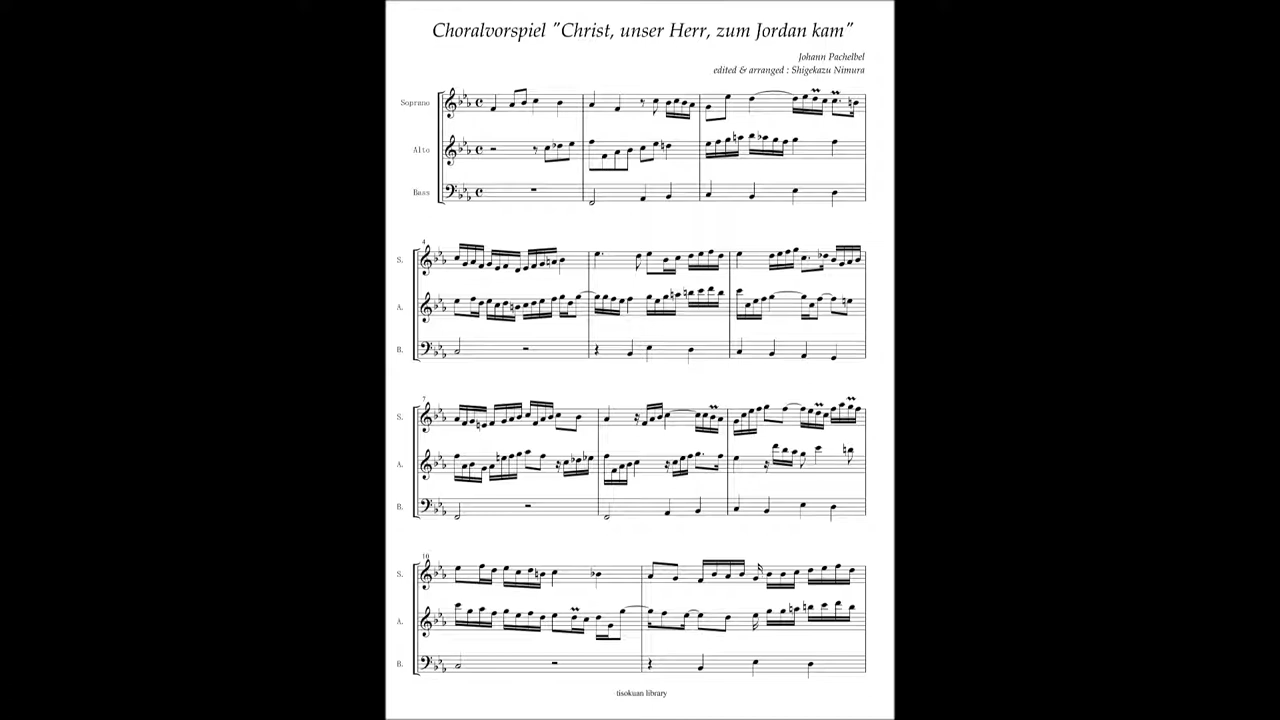 Choralvorspiel "Christ, unser Herr, zum Jordan kam"
Johann Pachelbel
edited & arranged : Shigekazu Nimura
Soprano
Alto
Bass
4
S.
A.
B.
7
S.
A.
B.
10
S.
A.
B.
tisokuan library